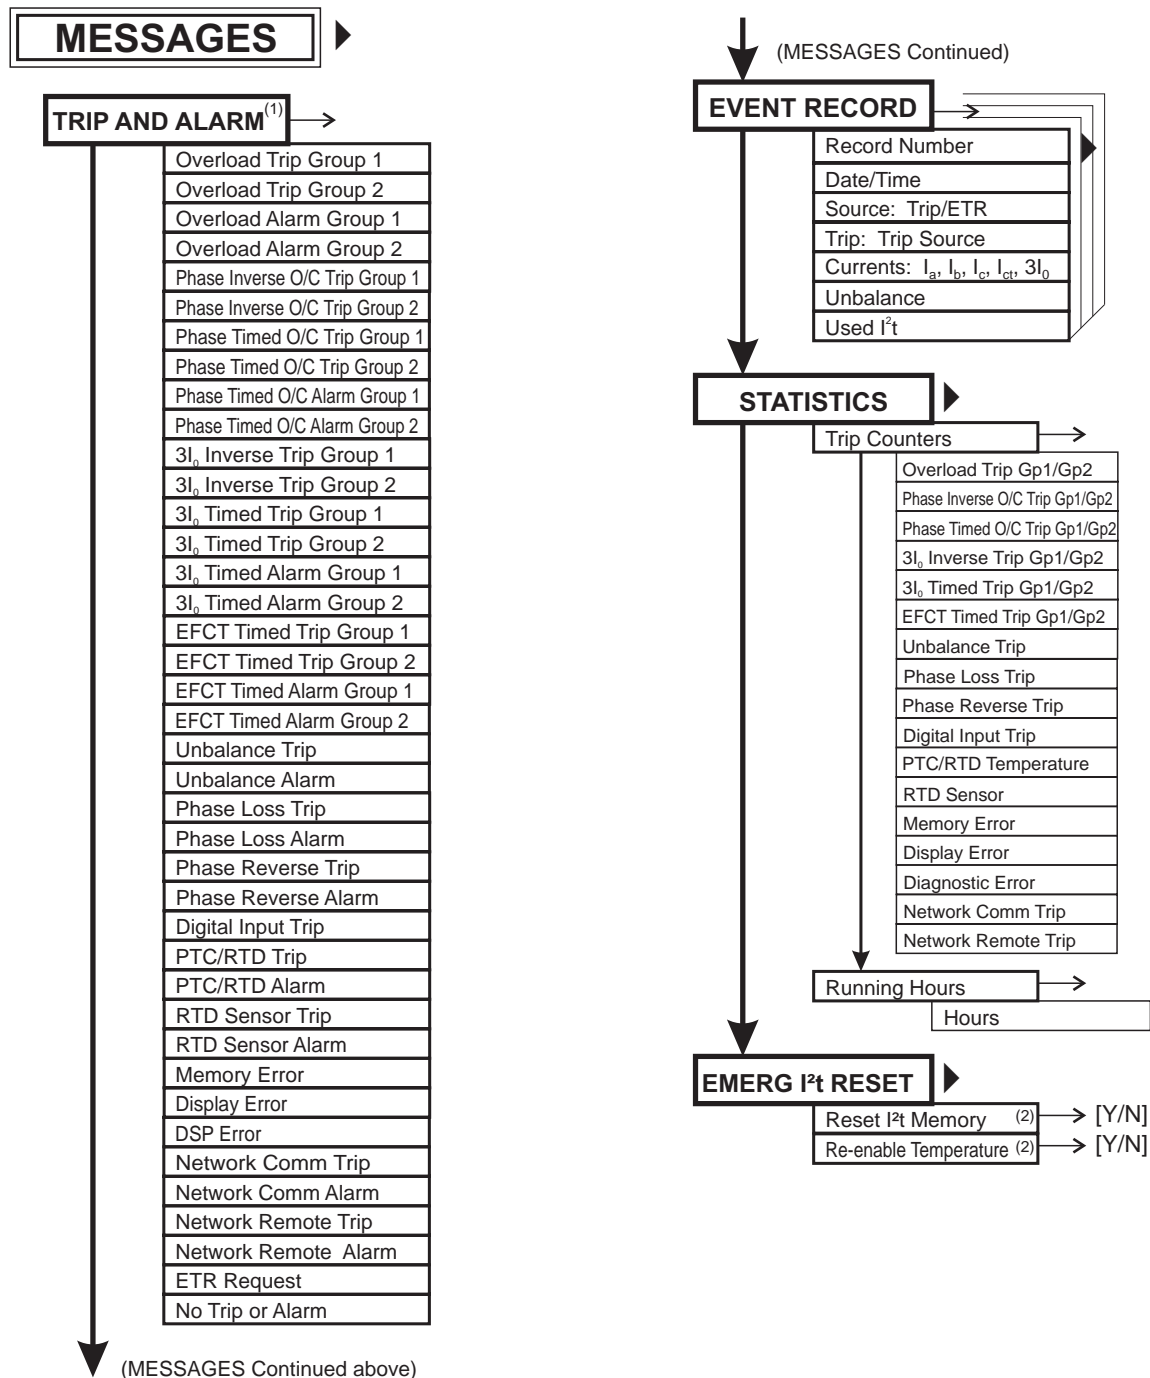 MESSAGES
TRIP AND ALARM(1)
Overload Trip Group 1
Overload Trip Group 2
Overload Alarm Group 1
Overload Alarm Group 2
Phase Inverse O/C Trip Group 1
Phase Inverse O/C Trip Group 2
Phase Timed O/C Trip Group 1
Phase Timed O/C Trip Group 2
Phase Timed O/C Alarm Group 1
Phase Timed O/C Alarm Group 2
3I₀ Inverse Trip Group 1
3I₀ Inverse Trip Group 2
3I₀ Timed Trip Group 1
3I₀ Timed Trip Group 2
3I₀ Timed Alarm Group 1
3I₀ Timed Alarm Group 2
EFCT Timed Trip Group 1
EFCT Timed Trip Group 2
EFCT Timed Alarm Group 1
EFCT Timed Alarm Group 2
Unbalance Trip
Unbalance Alarm
Phase Loss Trip
Phase Loss Alarm
Phase Reverse Trip
Phase Reverse Alarm
Digital Input Trip
PTC/RTD Trip
PTC/RTD Alarm
RTD Sensor Trip
RTD Sensor Alarm
Memory Error
Display Error
DSP Error
Network Comm Trip
Network Comm Alarm
Network Remote Trip
Network Remote Alarm
ETR Request
No Trip or Alarm
(MESSAGES Continued above)
(MESSAGES Continued)
EVENT RECORD
Record Number
Date/Time
Source: Trip/ETR
Trip: Trip Source
Currents: Ia, Ib, Ic, Ict, 3I₀
Unbalance
Used I²t
STATISTICS
Trip Counters
Overload Trip Gp1/Gp2
Phase Inverse O/C Trip Gp1/Gp2
Phase Timed O/C Trip Gp1/Gp2
3I₀ Inverse Trip Gp1/Gp2
3I₀ Timed Trip Gp1/Gp2
EFCT Timed Trip Gp1/Gp2
Unbalance Trip
Phase Loss Trip
Phase Reverse Trip
Digital Input Trip
PTC/RTD Temperature
RTD Sensor
Memory Error
Display Error
Diagnostic Error
Network Comm Trip
Network Remote Trip
Running Hours
Hours
EMERG I²t RESET
Reset I²t Memory (2) [Y/N]
Re-enable Temperature (2) [Y/N]